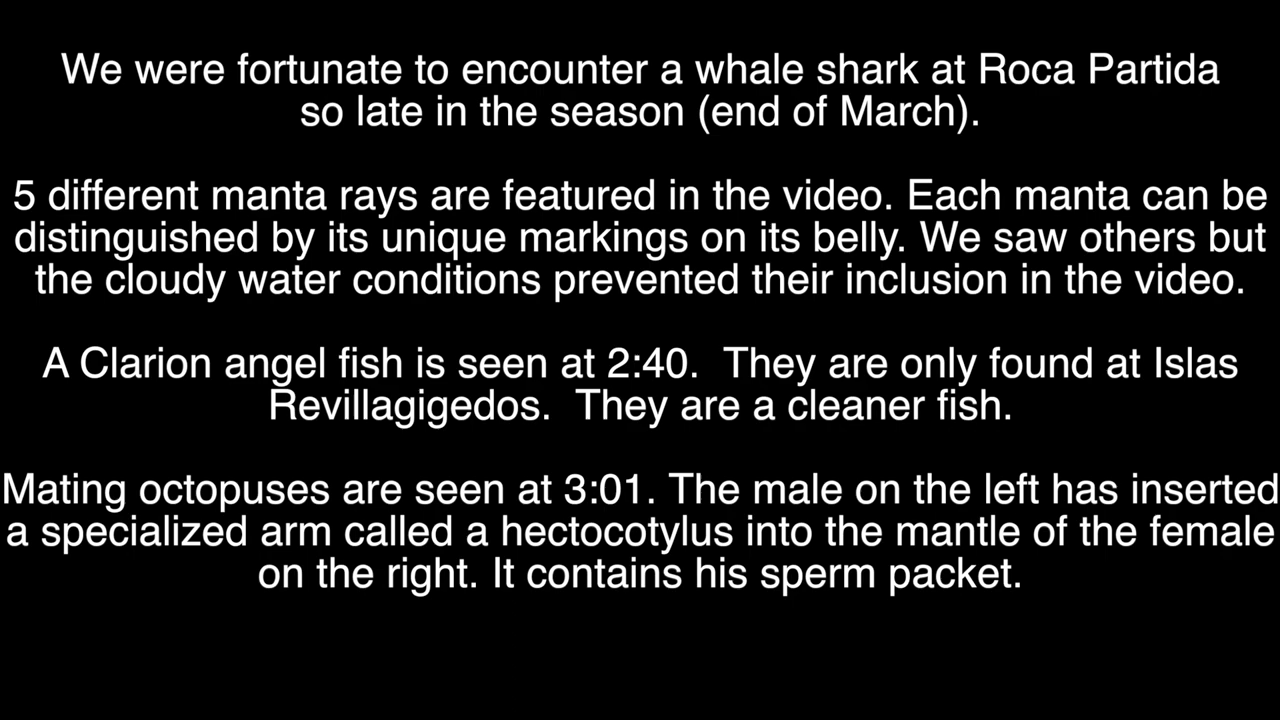 We were fortunate to encounter a whale shark at Roca Partida
so late in the season (end of March).
5 different manta rays are featured in the video. Each manta can be
distinguished by its unique markings on its belly. We saw others but
the cloudy water conditions prevented their inclusion in the video.
A Clarion angel fish is seen at 2:40.  They are only found at Islas
Revillagigedos.  They are a cleaner fish.
Mating octopuses are seen at 3:01. The male on the left has inserted
a specialized arm called a hectocotylus into the mantle of the female
on the right. It contains his sperm packet.